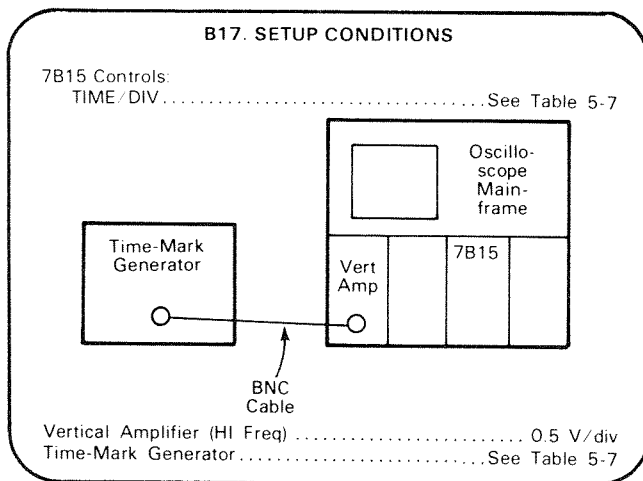 B17. SETUP CONDITIONS
7B15 Controls:
TIME/DIV..................................See Table 5-7
Oscillo-
scope
Main-
frame
Time-Mark
Generator
Vert
Amp
7B15
BNC
Cable
Vertical Amplifier (HI Freq) ......................... 0.5 V/div
Time-Mark Generator..........................See Table 5-7